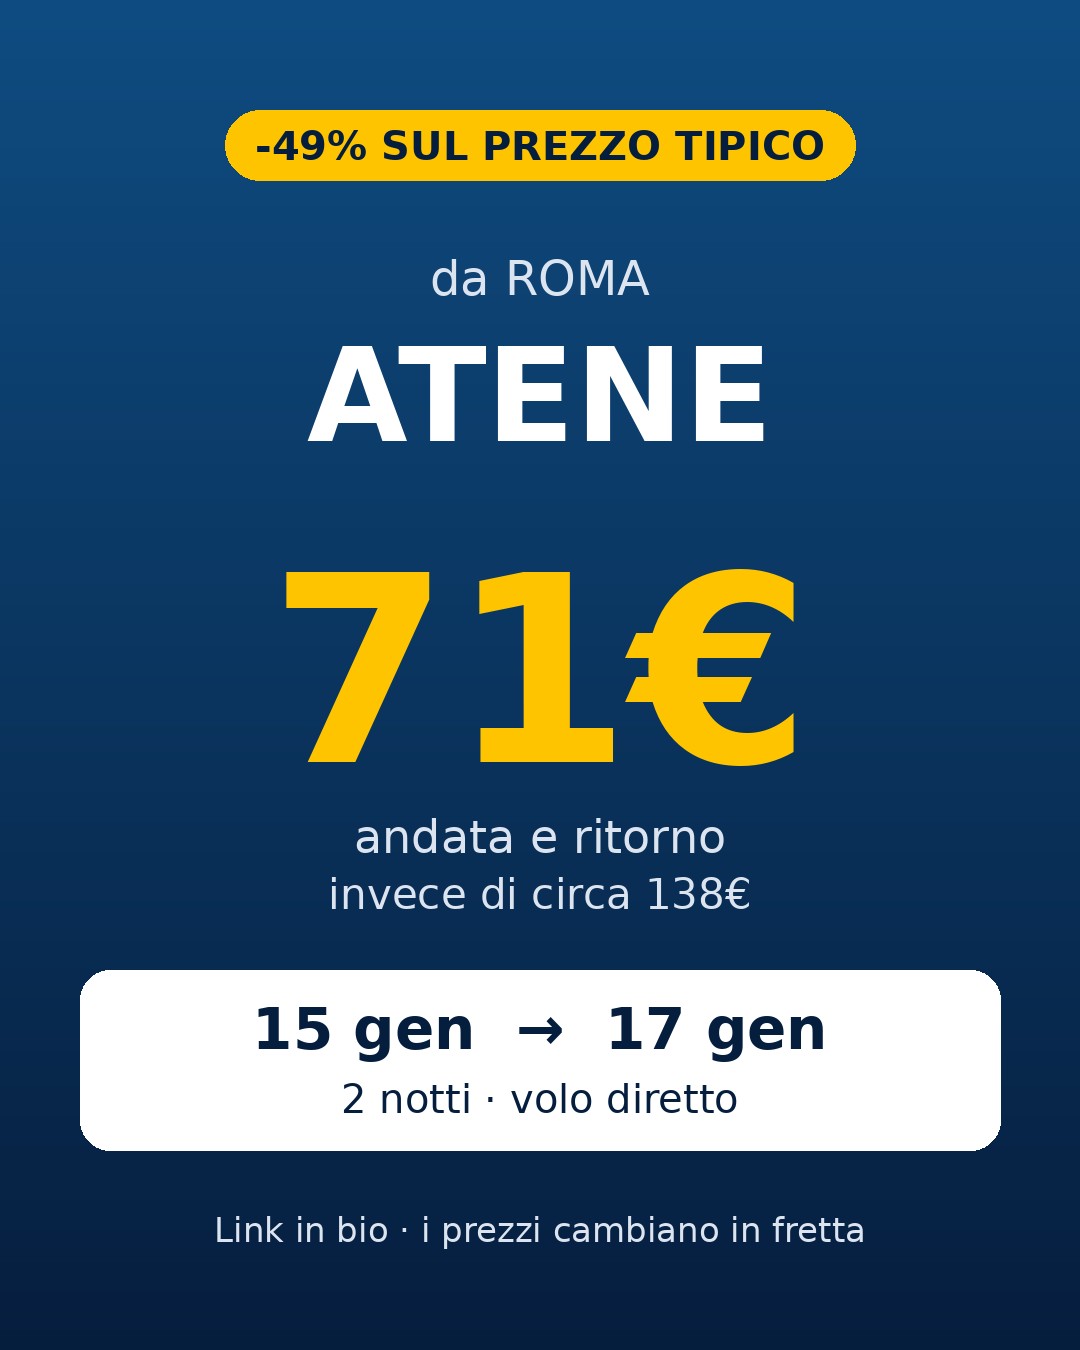 -49% SUL PREZZO TIPICO
da ROMA
ATENE
71€
andata e ritorno
invece di circa 138€
15 gen → 17 gen
2 notti · volo diretto
Link in bio · i prezzi cambiano in fretta